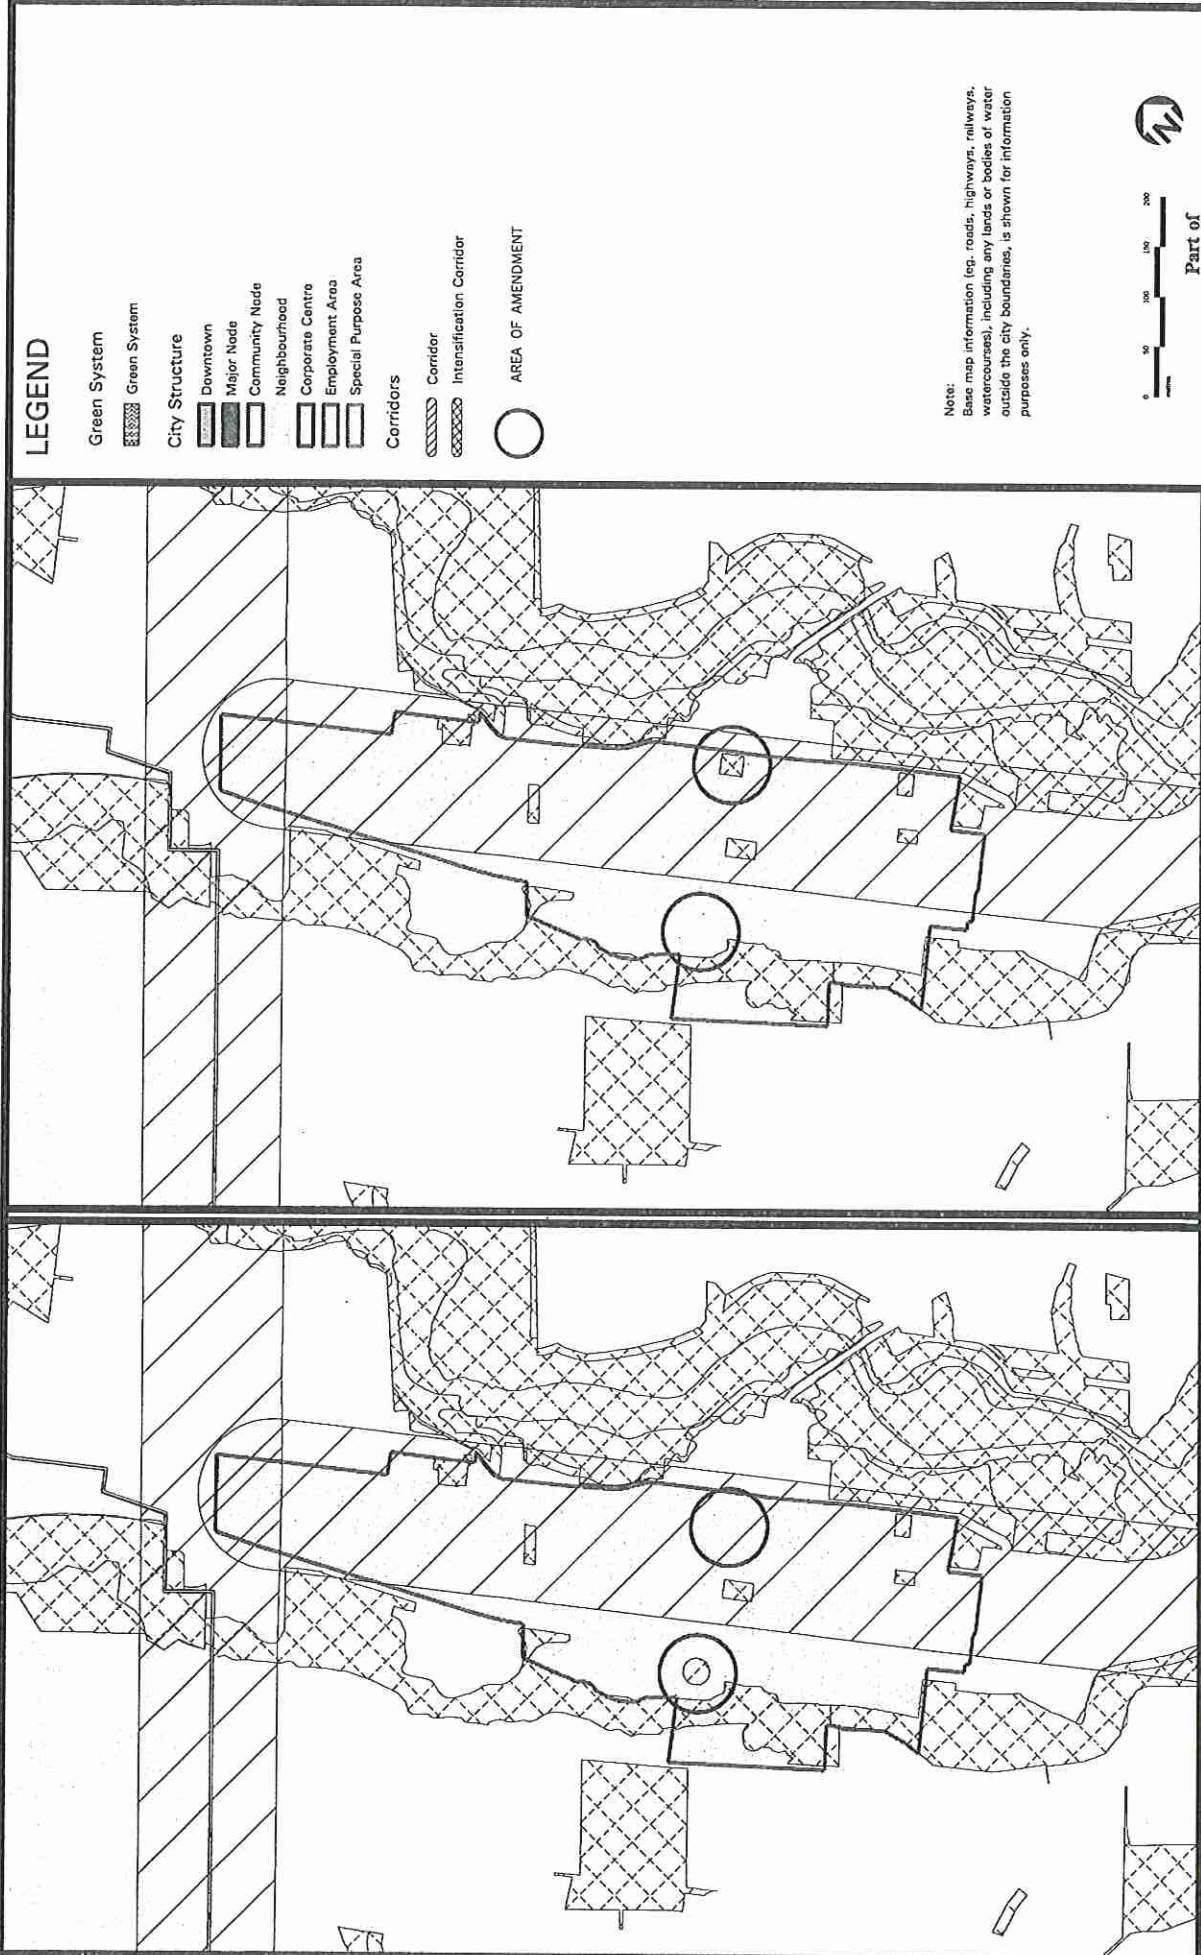 LEGEND
Green System
Green System
City Structure
Downtown
Major Node
Community Node
Neighbourhood
Corporate Centre
Employment Area
Special Purpose Area
Corridors
Corridor
Intensification Corridor
AREA OF AMENDMENT
Note:
Base map information (eg. roads, highways, railways,
watercourses), including any lands or bodies of water
outside the city boundaries, is shown for information
purposes only.
0 50 100 150 200
metres
N
Part of